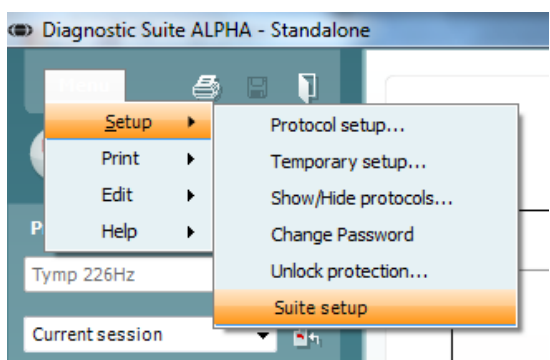 Diagnostic Suite ALPHA - Standalone
Menu
Setup
Print
Edit
Help
Protocol setup...
Temporary setup...
Show/Hide protocols...
Change Password
Unlock protection...
Suite setup
P
Tymp 226Hz
Current session